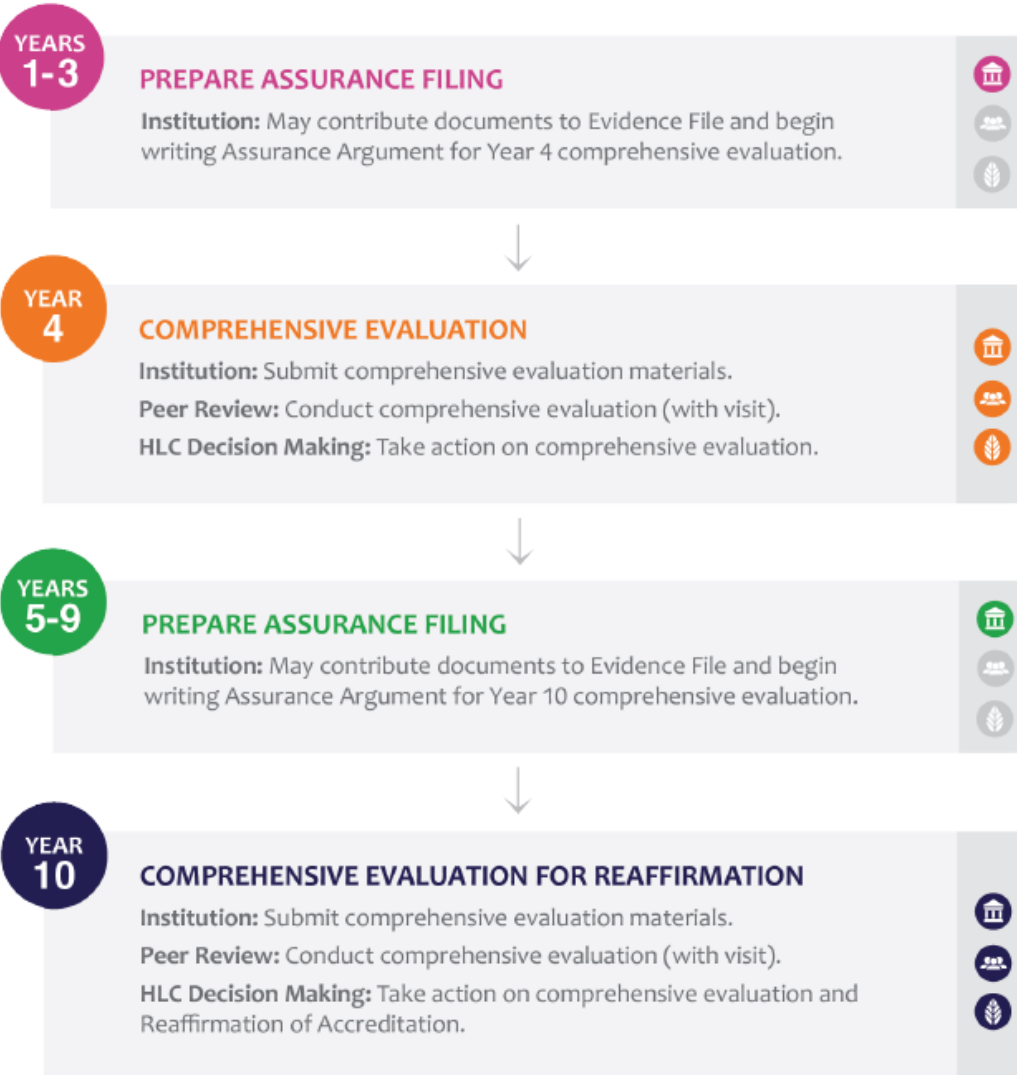 YEARS
1-3
PREPARE ASSURANCE FILING
Institution: May contribute documents to Evidence File and begin
writing Assurance Argument for Year 4 comprehensive evaluation.
YEAR
4
COMPREHENSIVE EVALUATION
Institution: Submit comprehensive evaluation materials.
Peer Review: Conduct comprehensive evaluation (with visit).
HLC Decision Making: Take action on comprehensive evaluation.
YEARS
5-9
PREPARE ASSURANCE FILING
Institution: May contribute documents to Evidence File and begin
writing Assurance Argument for Year 10 comprehensive evaluation.
YEAR
10
COMPREHENSIVE EVALUATION FOR REAFFIRMATION
Institution: Submit comprehensive evaluation materials.
Peer Review: Conduct comprehensive evaluation (with visit).
HLC Decision Making: Take action on comprehensive evaluation and
Reaffirmation of Accreditation.